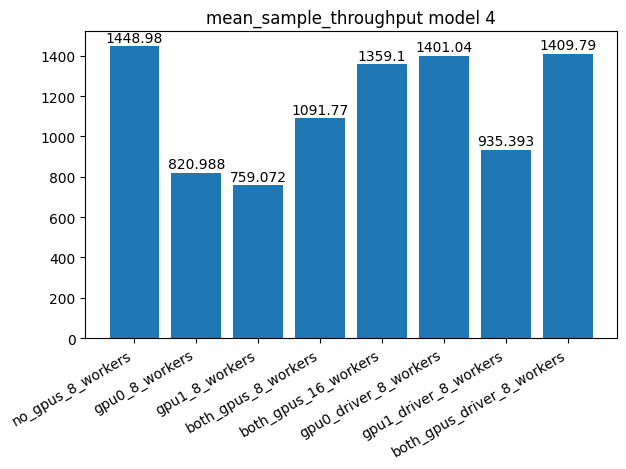 mean_sample_throughput model 4
1448.98
820.988
759.072
1091.77
1359.1
1401.04
935.393
1409.79
1400
1200
1000
800
600
400
200
0
no_gpus_8_workers
gpu0_8_workers
gpu1_8_workers
both_gpus_8_workers
both_gpus_16_workers
gpu0_driver_8_workers
gpu1_driver_8_workers
both_gpus_driver_8_workers